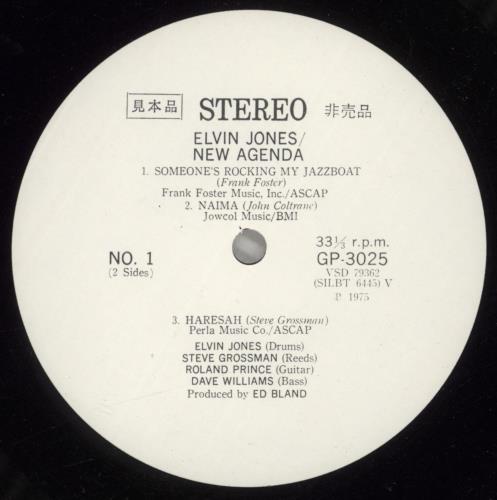 見本品 STEREO 非売品
ELVIN JONES/
NEW AGENDA
1. SOMEONE'S ROCKING MY JAZZBOAT
(Frank Foster)
Frank Foster Music, Inc./ASCAP
2. NAIMA (John Coltrane)
Jowcol Music/BMI
NO. 1
(2 Sides)
33⅓ r.p.m.
GP-3025
VSD 79362
(SILBT 6445) V
℗ 1975
3. HARESAH (Steve Grossman)
Perla Music Co./ASCAP
ELVIN JONES (Drums)
STEVE GROSSMAN (Reeds)
ROLAND PRINCE (Guitar)
DAVE WILLIAMS (Bass)
Produced by ED BLAND